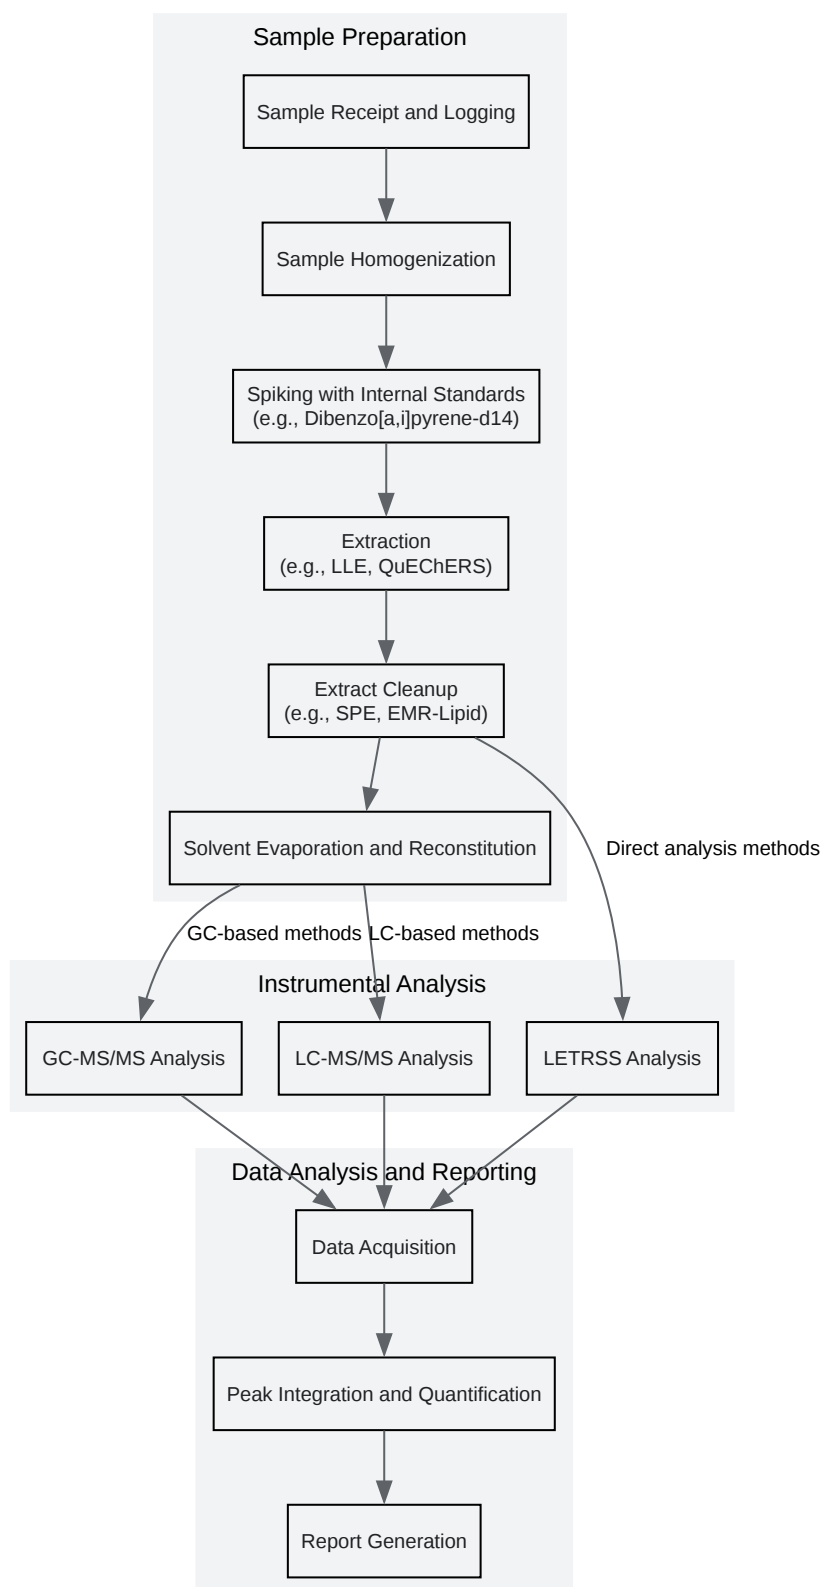 Sample Preparation
Sample Receipt and Logging
Sample Homogenization
Spiking with Internal Standards
(e.g., Dibenzo[a,i]pyrene-d14)
Extraction
(e.g., LLE, QuEChERS)
Extract Cleanup
(e.g., SPE, EMR-Lipid)
Solvent Evaporation and Reconstitution
Direct analysis methods
GC-based methods
LC-based methods
Instrumental Analysis
GC-MS/MS Analysis
LC-MS/MS Analysis
LETRSS Analysis
Data Analysis and Reporting
Data Acquisition
Peak Integration and Quantification
Report Generation